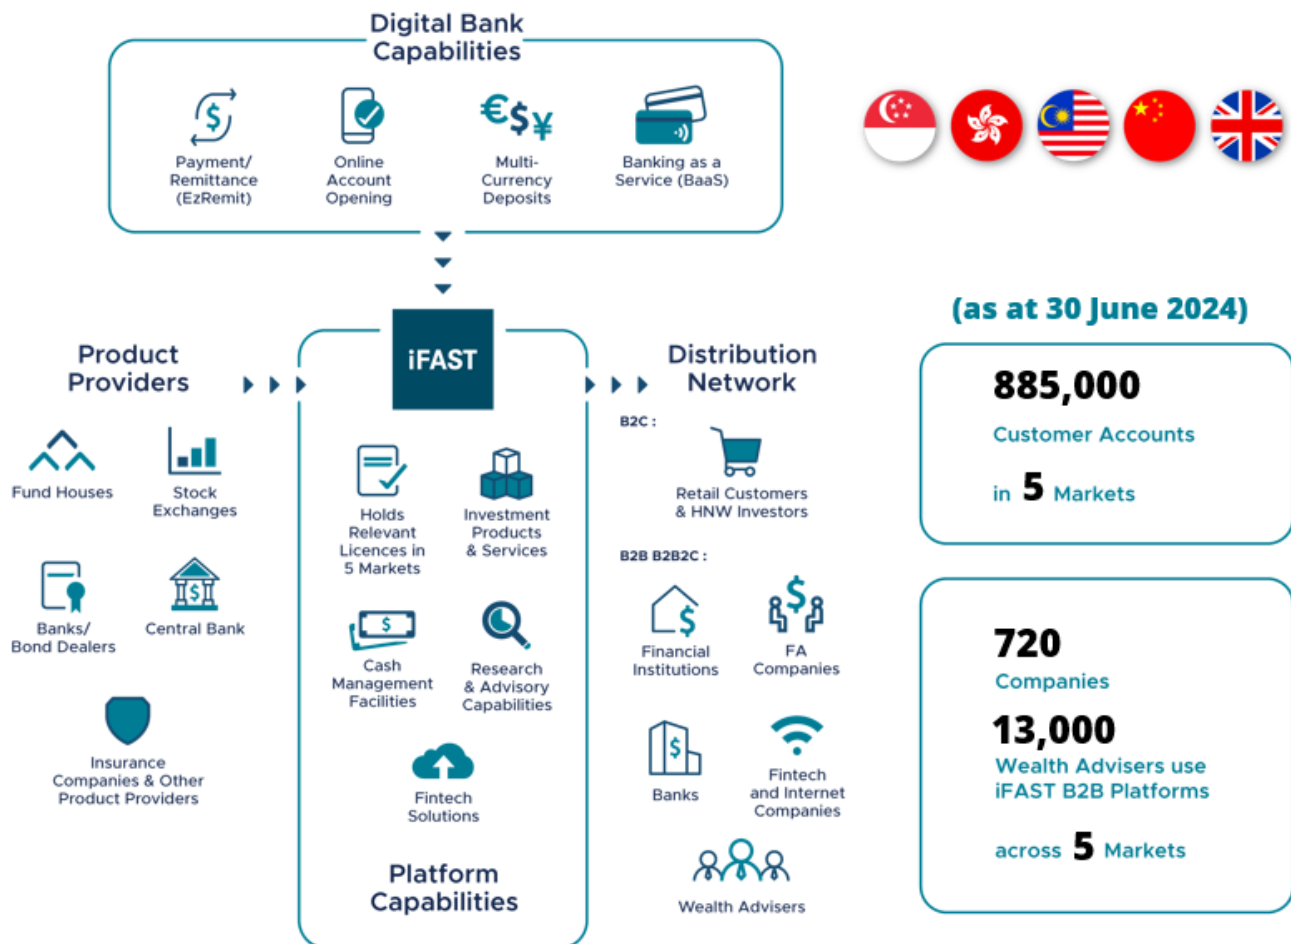 Digital Bank
Capabilities
Payment/
Remittance
(EzRemit)
Online
Account
Opening
€$¥
Multi-
Currency
Deposits
$
Banking as a
Service (BaaS)
iFAST
Product
Providers
Fund Houses
Stock
Exchanges
Banks/
Bond Dealers
$
Central Bank
Insurance
Companies & Other
Product Providers
Holds
Relevant
Licences in
5 Markets
Investment
Products
& Services
$
Cash
Management
Facilities
Research
& Advisory
Capabilities
Fintech
Solutions
Platform
Capabilities
Distribution
Network
B2C :
Retail Customers
& HNW Investors
B2B B2B2C :
$
Financial
Institutions
$
FA
Companies
$
Banks
Fintech
and Internet
Companies
Wealth Advisers
(as at 30 June 2024)
885,000
Customer Accounts
in 5 Markets
720
Companies
13,000
Wealth Advisers use
iFAST B2B Platforms
across 5 Markets